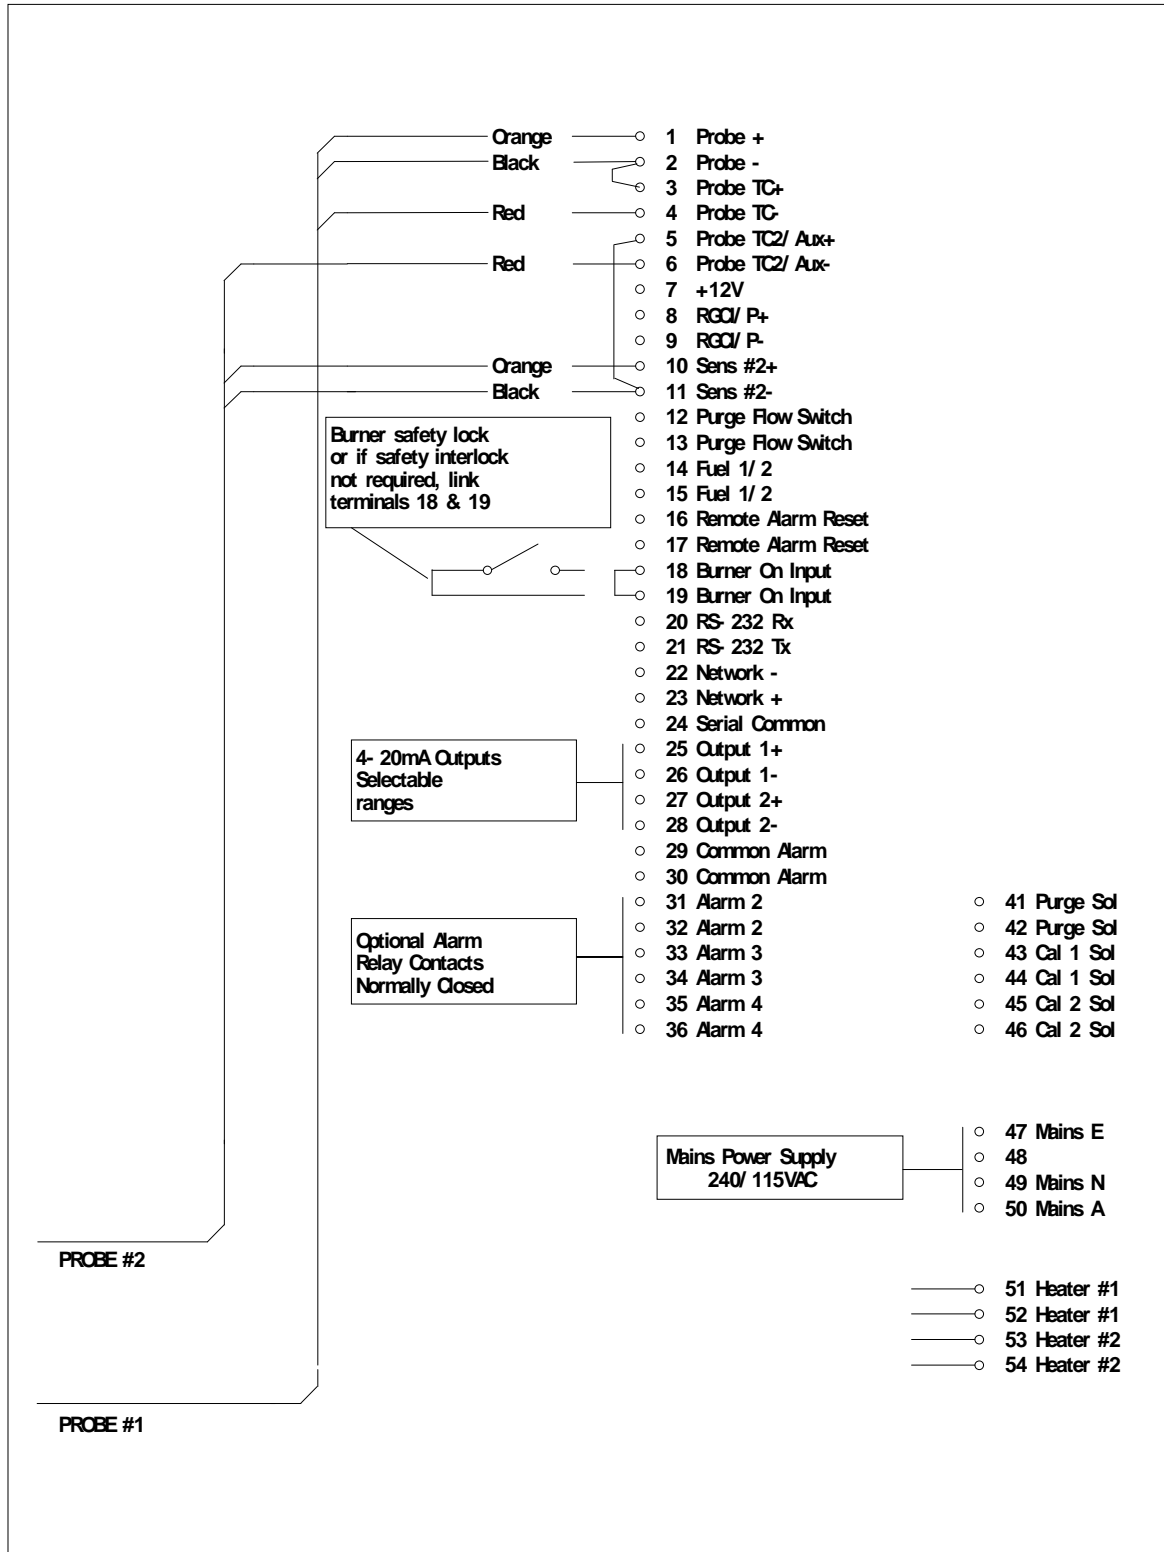 Orange
1 Probe +
Black
2 Probe -
3 Probe TC+
Red
4 Probe TC-
5 Probe TC2/ Aux+
Red
6 Probe TC2/ Aux-
7 +12V
8 RGCI/ P+
9 RGCI/ P-
Orange
10 Sens #2+
Black
11 Sens #2-
12 Purge Flow Switch
13 Purge Flow Switch
Burner safety lock
or if safety interlock
not required, link
terminals 18 & 19
14 Fuel 1/ 2
15 Fuel 1/ 2
16 Remote Alarm Reset
17 Remote Alarm Reset
18 Burner On Input
19 Burner On Input
20 RS- 232 Rx
21 RS- 232 Tx
22 Network -
23 Network +
24 Serial Common
4- 20mA Outputs
Selectable
ranges
25 Output 1+
26 Output 1-
27 Output 2+
28 Output 2-
29 Common Alarm
30 Common Alarm
Optional Alarm
Relay Contacts
Normally Closed
31 Alarm 2
32 Alarm 2
33 Alarm 3
34 Alarm 3
35 Alarm 4
36 Alarm 4
41 Purge Sol
42 Purge Sol
43 Cal 1 Sol
44 Cal 1 Sol
45 Cal 2 Sol
46 Cal 2 Sol
Mains Power Supply
240/ 115VAC
47 Mains E
48
49 Mains N
50 Mains A
PROBE #2
51 Heater #1
52 Heater #1
53 Heater #2
54 Heater #2
PROBE #1